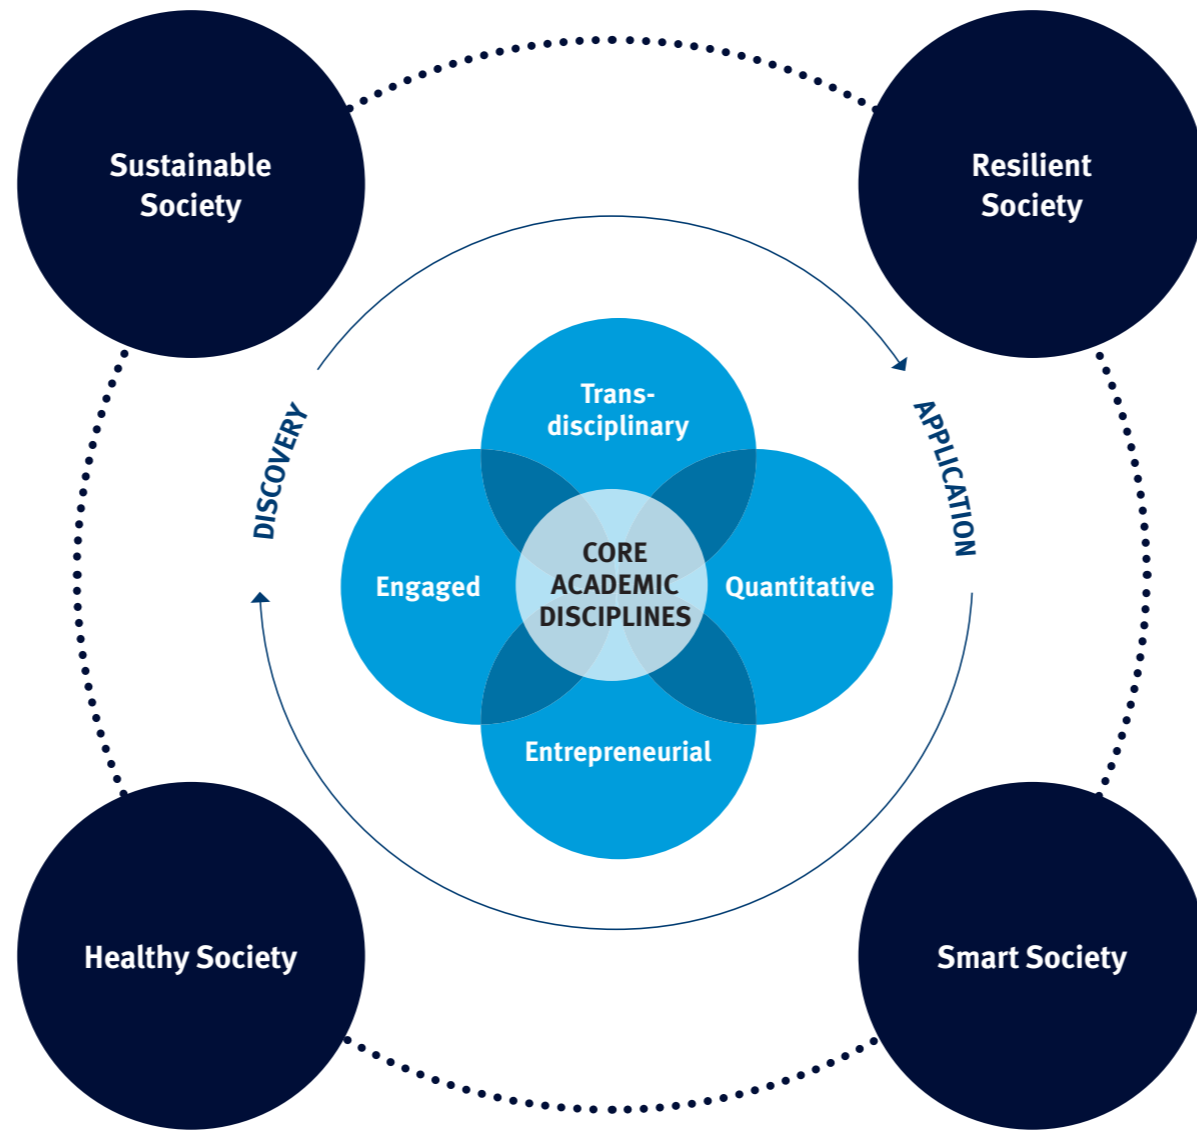 Sustainable
Society
Resilient
Society
Trans-
disciplinary
DISCOVERY
APPLICATION
Engaged
CORE
ACADEMIC
DISCIPLINES
Quantitative
Entrepreneurial
Healthy Society
Smart Society